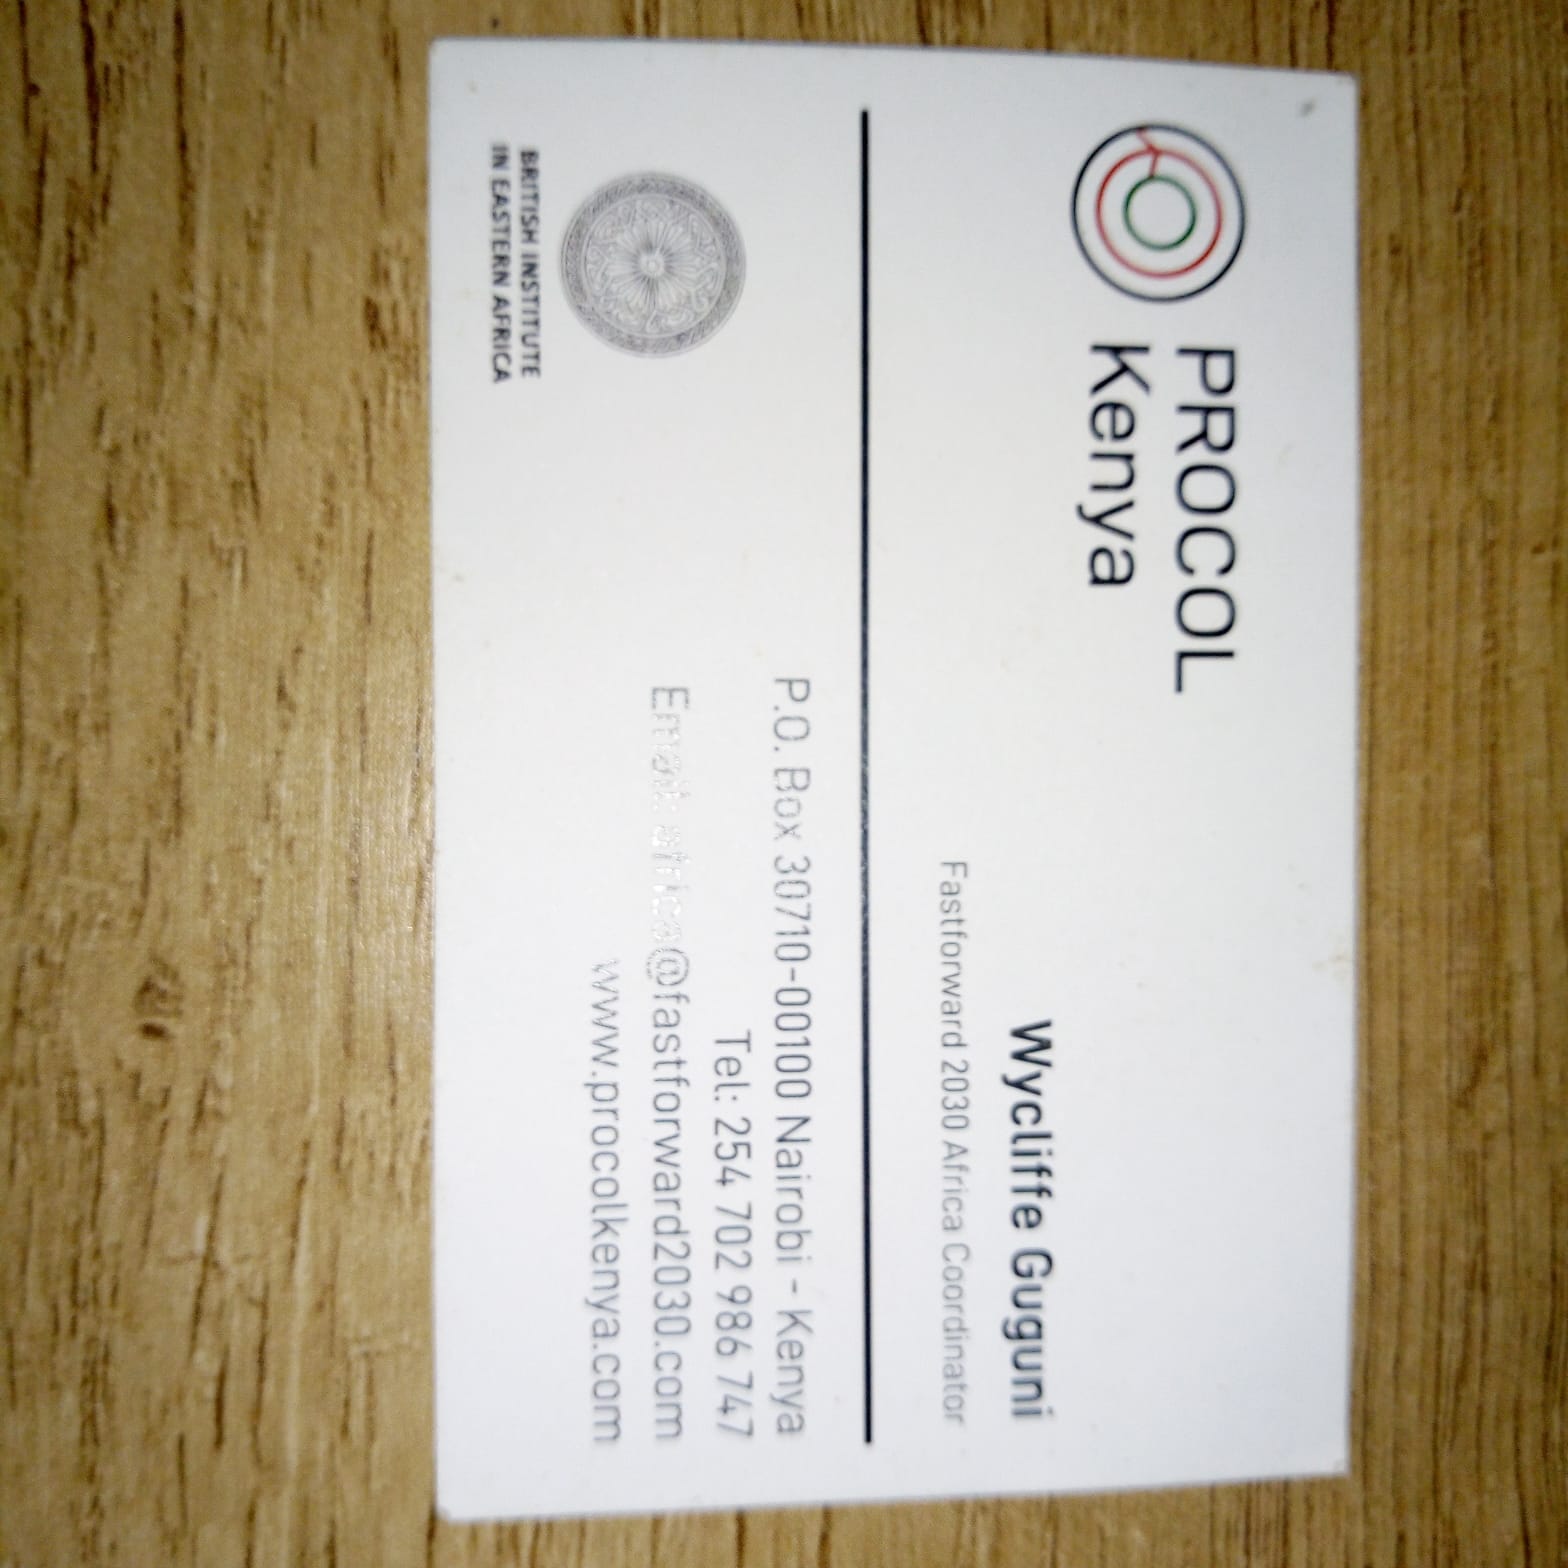 PROCOL
Kenya
Wycliffe Guguni
Fastforward 2030 Africa Coordinator
P.O. Box 30710-00100 Nairobi - Kenya
Tel: 254 702 986 747
Email: africa@fastforward2030.com
www.procolkenya.com
BRITISH INSTITUTE
IN EASTERN AFRICA